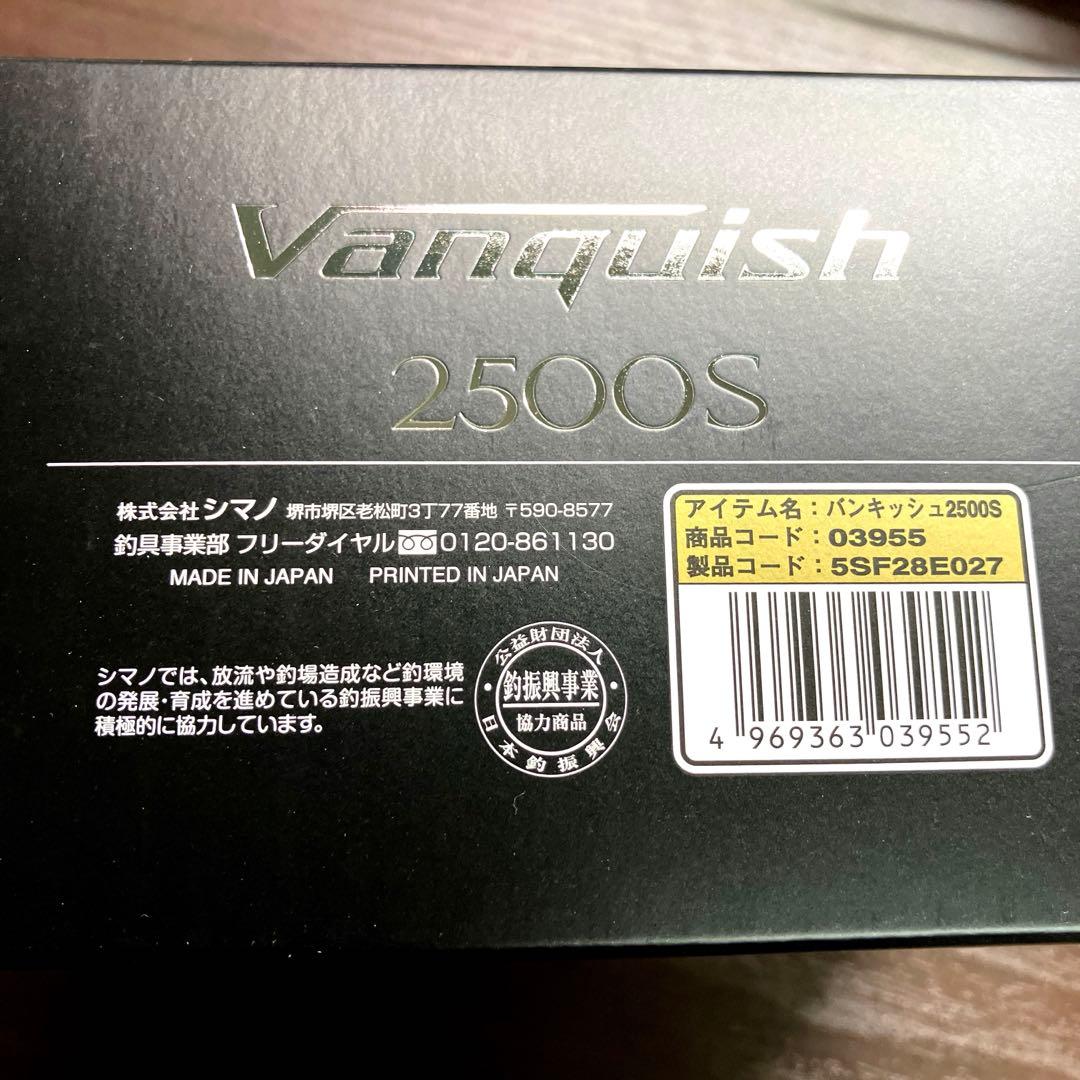 Vanquish
2500S
株式会社シマノ 堺市堺区老松町3丁77番地 〒590-8577
釣具事業部 フリーダイヤル 0120-861130
MADE IN JAPAN PRINTED IN JAPAN
シマノでは、放流や釣場造成など釣環境
の発展・育成を進めている釣振興事業に
積極的に協力しています。
公益財団法人
釣振興事業
協力商品
日本釣振興会
アイテム名：バンキッシュ2500S
商品コード：03955
製品コード：5SF28E027
4 969363 039552